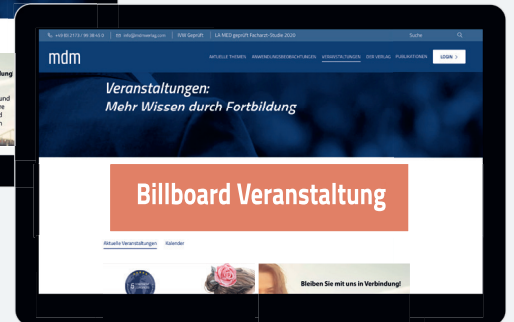 +49 (0) 2173 / 99 38 45 0 info@mdmverlag.com IVW Geprüft LA MED geprüft Facharzt-Studie 2020 Suche
mdm
AKTUELLE THEMEN ANWENDUNGSBEOBACHTUNGEN VERANSTALTUNGEN DER VERLAG PUBLIKATIONEN LOGIN >
Veranstaltungen:
Mehr Wissen durch Fortbildung
Billboard Veranstaltung
Aktuelle Veranstaltungen Kalender
Bleiben Sie mit uns in Verbindung!